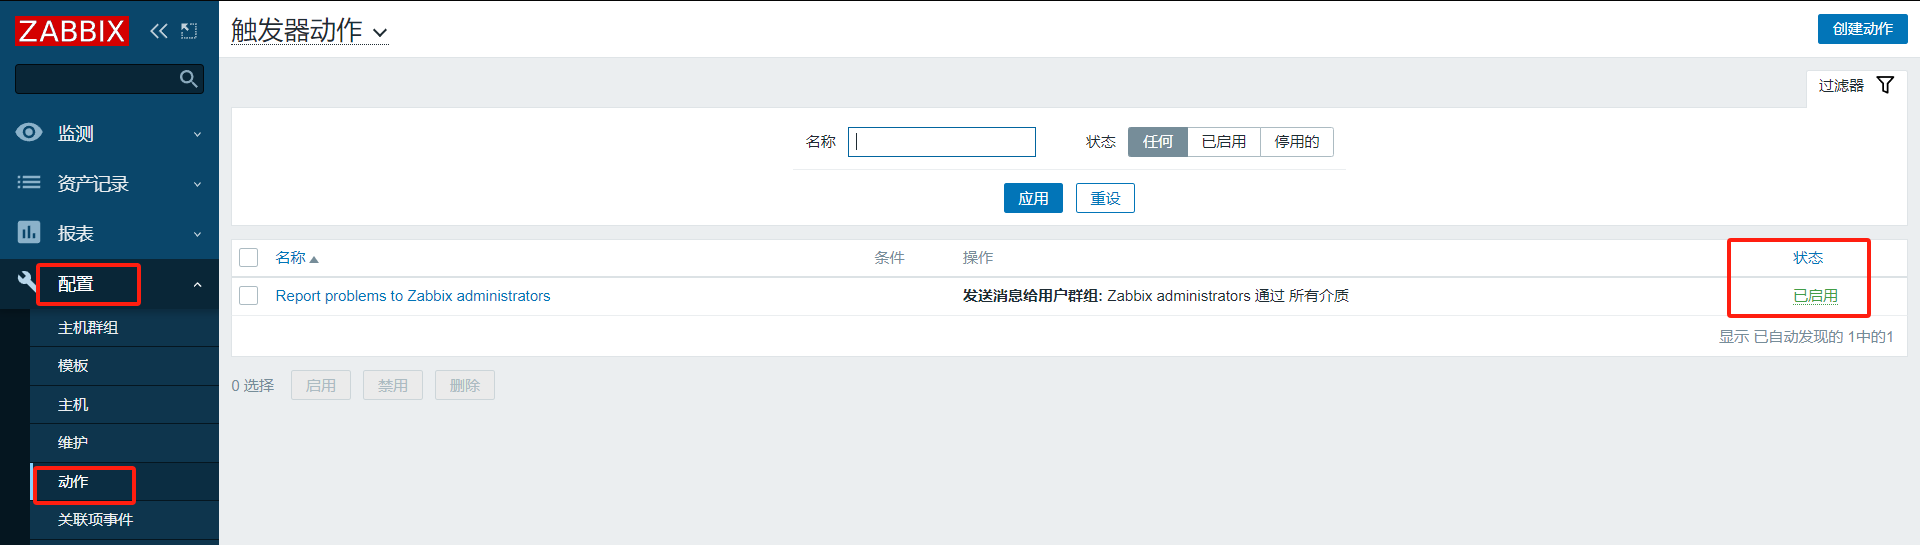 ZABBIX
监测
资产记录
报表
配置
主机群组
模板
主机
维护
动作
关联项事件
触发器动作
创建动作
过滤器
名称 状态 任何 已启用 停用的
应用 重设
名称 条件 操作 状态
Report problems to Zabbix administrators 发送消息给用户群组: Zabbix administrators 通过 所有介质 已启用
显示 已自动发现的 1中的1
0 选择 启用 禁用 删除